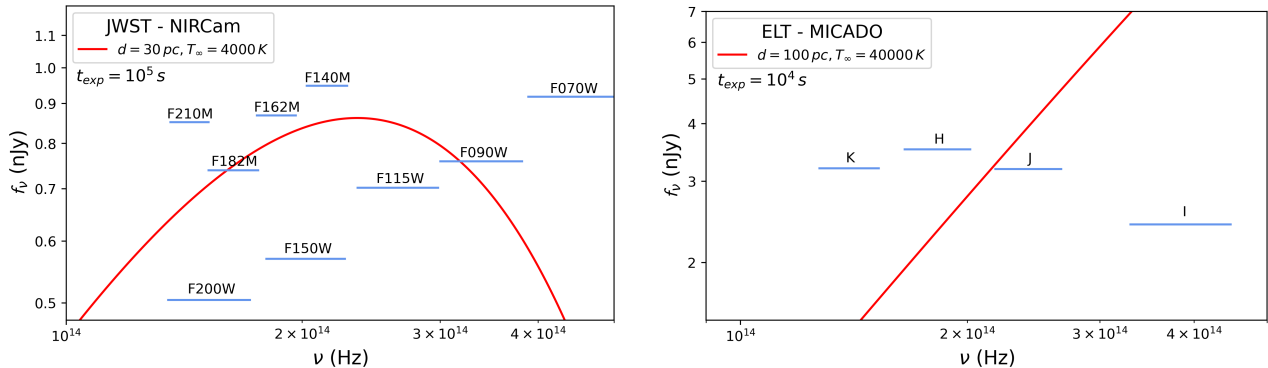 JWST - NIRCam
d = 30 pc, T∞ = 4000 K
t_exp = 10^5 s
F140M
F070W
F210M
F162M
F182M
F090W
F115W
F150W
F200W
1.1
1.0
0.9
0.8
0.7
0.6
0.5
f_ν (nJy)
10^14
2 × 10^14
3 × 10^14
4 × 10^14
ν (Hz)
ELT - MICADO
d = 100 pc, T∞ = 40000 K
t_exp = 10^4 s
K
H
J
I
7
6
5
4
3
2
f_ν (nJy)
10^14
2 × 10^14
3 × 10^14
4 × 10^14
ν (Hz)